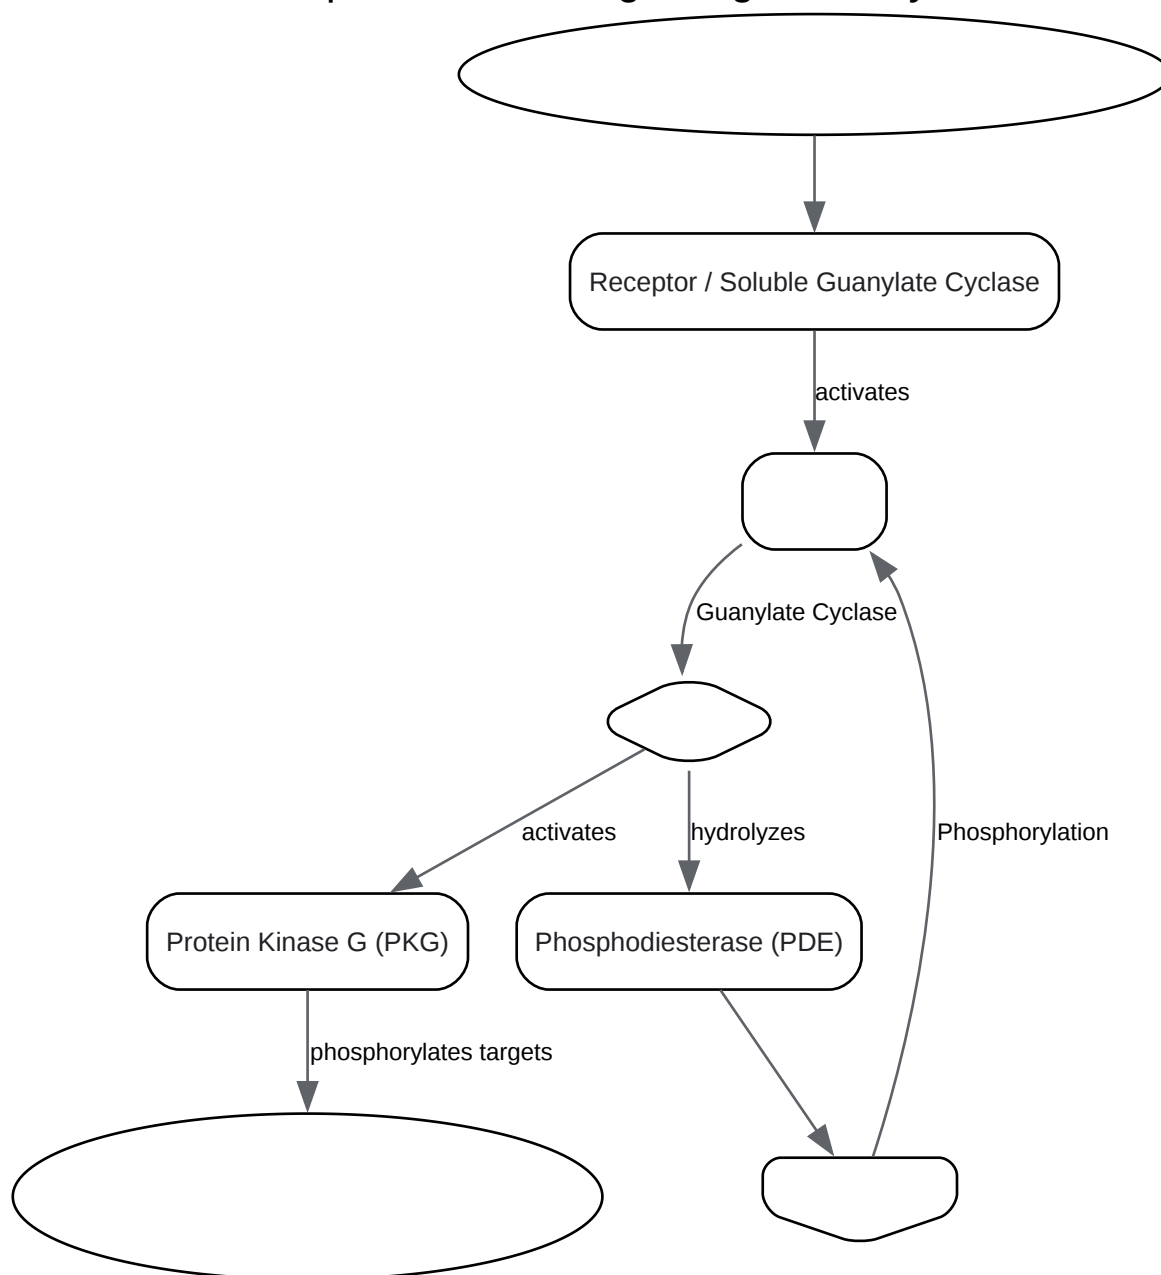 Receptor / Soluble Guanylate Cyclase
activates
Guanylate Cyclase
activates
hydrolyzes
Phosphorylation
Protein Kinase G (PKG)
Phosphodiesterase (PDE)
phosphorylates targets